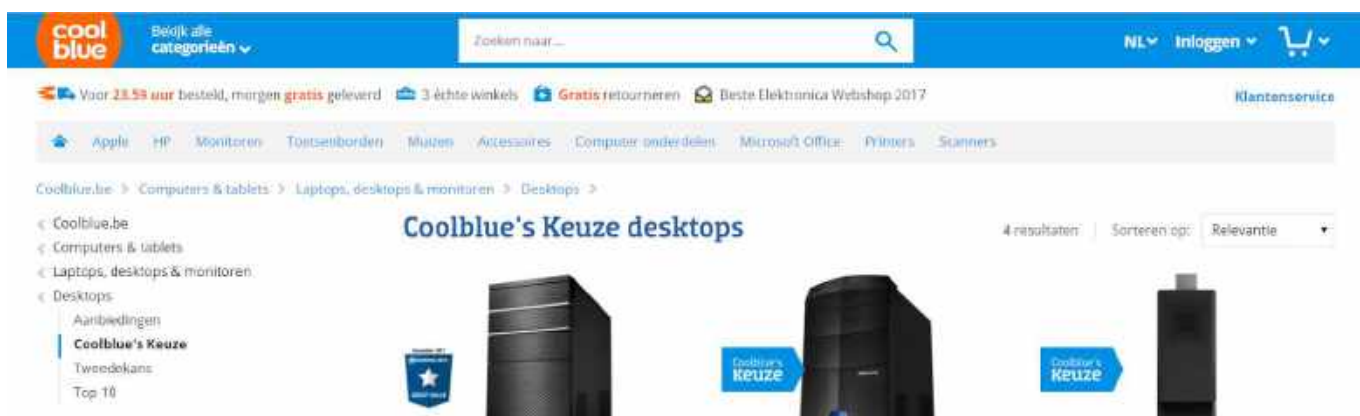 cool
blue
Bekijk alle
categorieën
Zoeken naar...
NL Inloggen
Voor 23.59 uur besteld, morgen gratis geleverd 3 échte winkels Gratis retourneren Beste Elektronica Webshop 2017 Klantenservice
Apple HP Monitoren Toetsenborden Muizen Accessoires Computer onderdelen Microsoft Office Printers Scanners
Coolblue.be > Computers & tablets > Laptops, desktops & monitoren > Desktops >
Coolblue's Keuze desktops
4 resultaten Sorteren op: Relevantie
Coolblue.be
Computers & tablets
Laptops, desktops & monitoren
Desktops
Aanbiedingen
Coolblue's Keuze
Tweedekans
Top 10
Coolblue's
Keuze
Coolblue's
Keuze